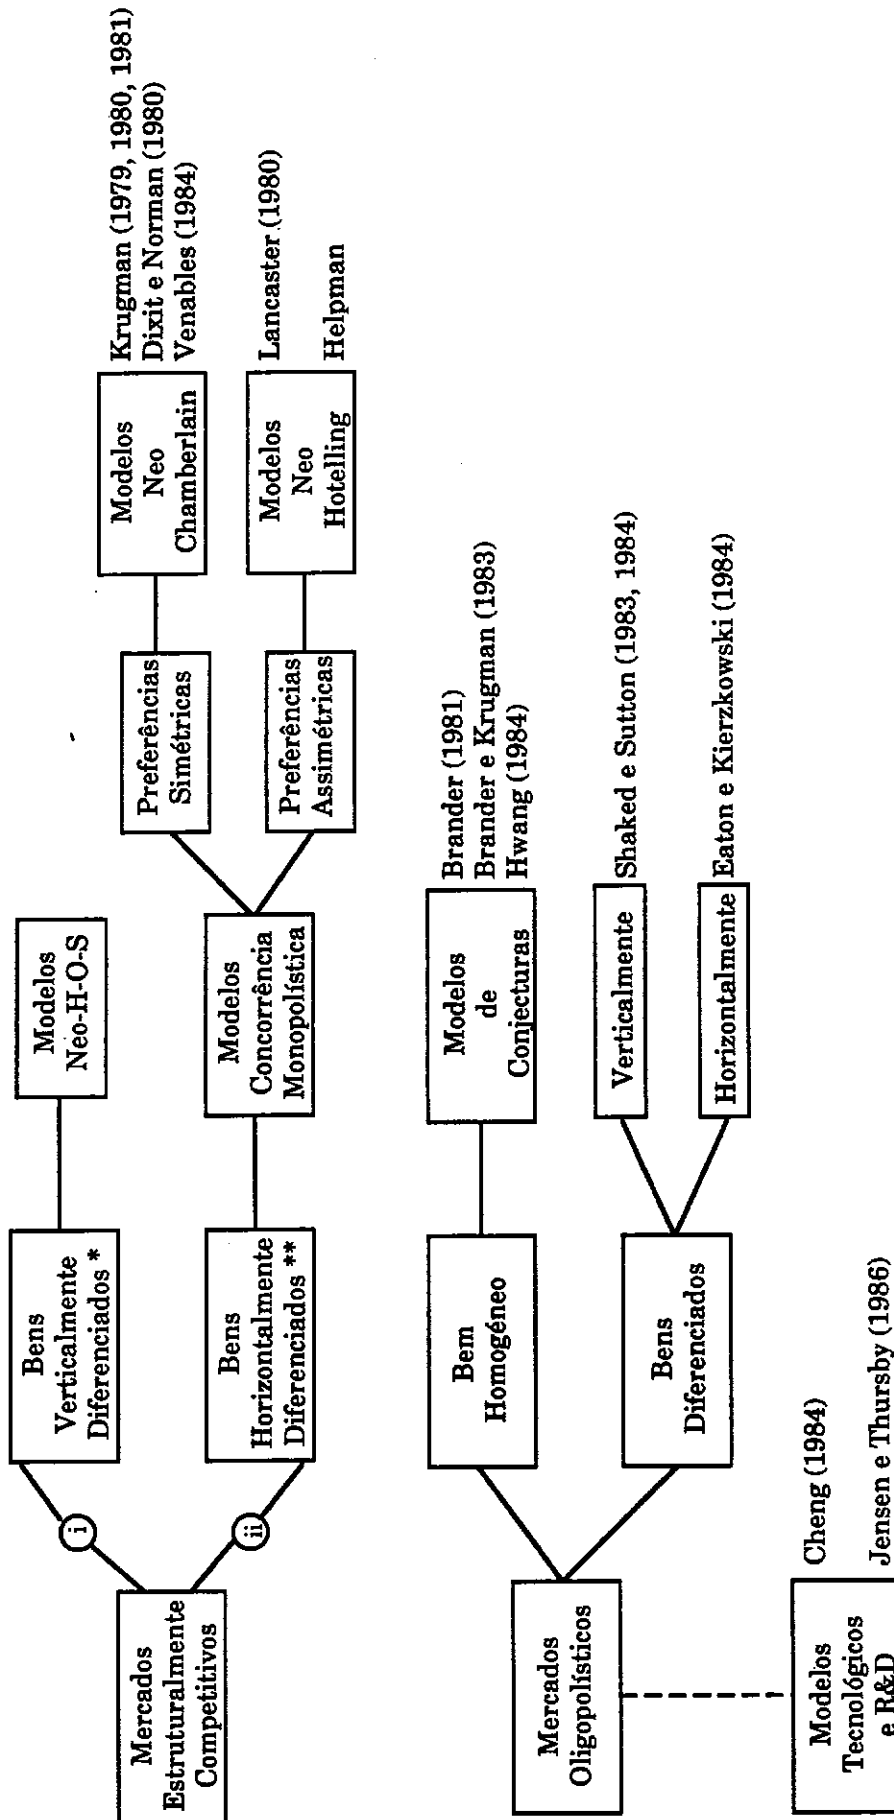 Mercados
Estruturalmente
Competitivos
i
ii
Bens
Verticalmente
Diferenciados *
Bens
Horizontalmente
Diferenciados **
Modelos
Neo-H-O-S
Modelos
Concorrência
Monopolística
Preferências
Simétricas
Preferências
Assimétricas
Modelos
Neo
Chamberlain
Modelos
Neo
Hotelling
Krugman (1979, 1980, 1981)
Dixit e Norman (1980)
Venables (1984)
Lancaster (1980)
Helpman
Mercados
Oligopolísticos
Bem
Homogéneo
Bens
Diferenciados
Modelos
de
Conjecturas
Brander (1981)
Brander e Krugman (1983)
Hwang (1984)
Verticalmente
Shaked e Sutton (1983, 1984)
Horizontalmente
Eaton e Kierzkowski (1984)
Modelos
Tecnológicos
e R&D
Cheng (1984)
Jensen e Thursby (1986)